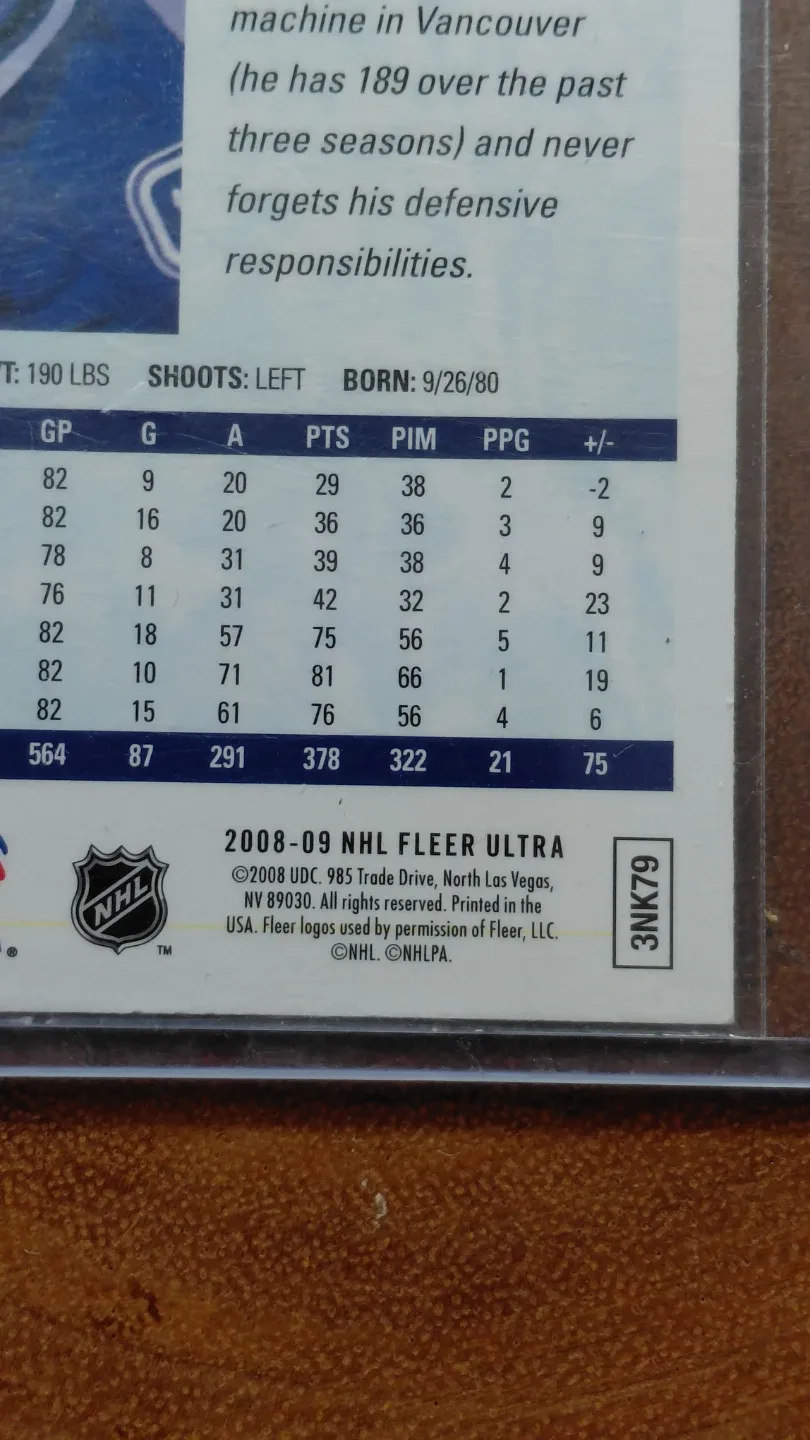 machine in Vancouver
(he has 189 over the past
three seasons) and never
forgets his defensive
responsibilities.
T: 190 LBS SHOOTS: LEFT BORN: 9/26/80
GP G A PTS PIM PPG +/-
82 9 20 29 38 2 -2
82 16 20 36 36 3 9
78 8 31 39 38 4 9
76 11 31 42 32 2 23
82 18 57 75 56 5 11
82 10 71 81 66 1 19
82 15 61 76 56 4 6
564 87 291 378 322 21 75
2008-09 NHL FLEER ULTRA
©2008 UDC. 985 Trade Drive, North Las Vegas,
NV 89030. All rights reserved. Printed in the
USA. Fleer logos used by permission of Fleer, LLC.
©NHL. ©NHLPA.
NHL
TM
®
3NK79